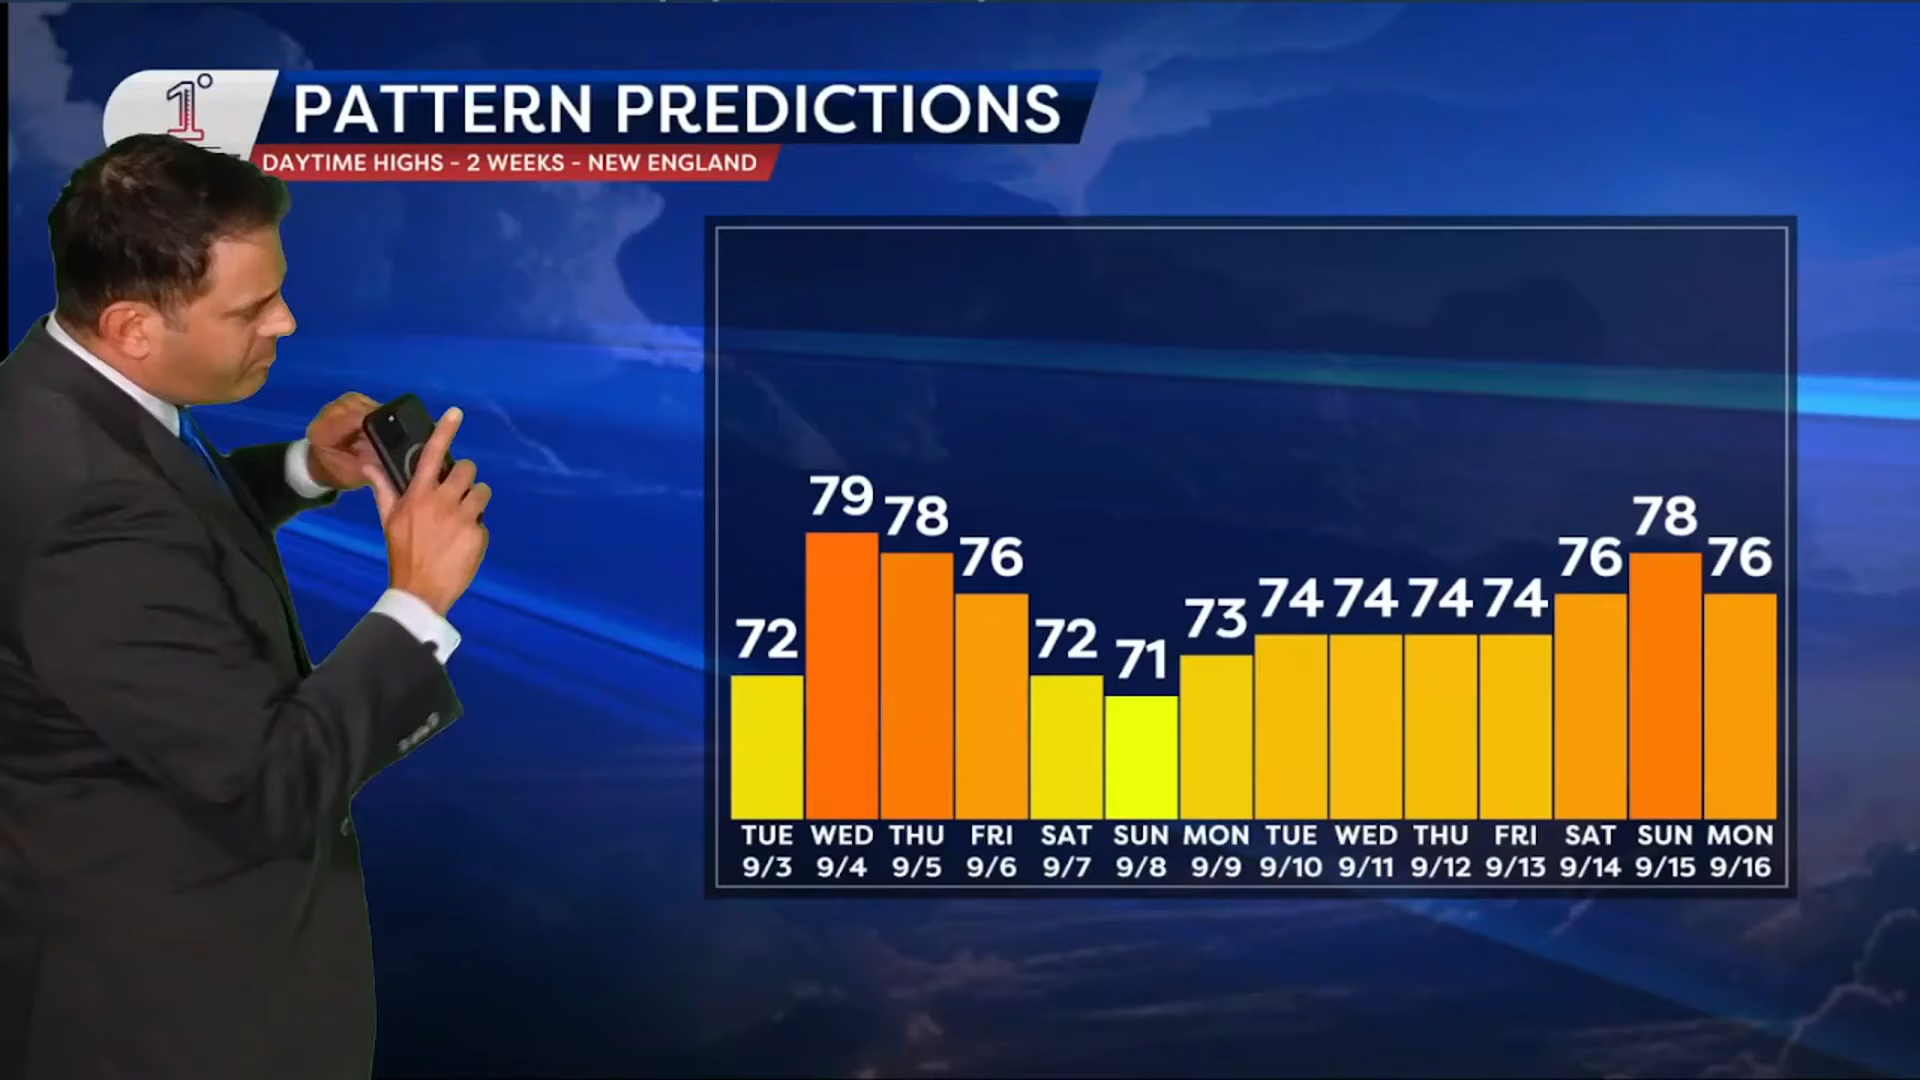 1°
PATTERN PREDICTIONS
DAYTIME HIGHS - 2 WEEKS - NEW ENGLAND
72 79 78 76 72 71 73 74 74 74 74 76 78 76
TUE WED THU FRI SAT SUN MON TUE WED THU FRI SAT SUN MON
9/3 9/4 9/5 9/6 9/7 9/8 9/9 9/10 9/11 9/12 9/13 9/14 9/15 9/16